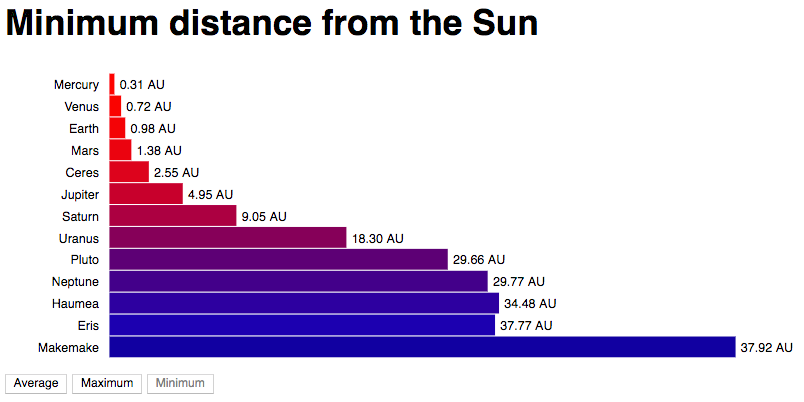 Minimum distance from the Sun
Mercury 0.31 AU
Venus 0.72 AU
Earth 0.98 AU
Mars 1.38 AU
Ceres 2.55 AU
Jupiter 4.95 AU
Saturn 9.05 AU
Uranus 18.30 AU
Pluto 29.66 AU
Neptune 29.77 AU
Haumea 34.48 AU
Eris 37.77 AU
Makemake 37.92 AU
Average Maximum Minimum